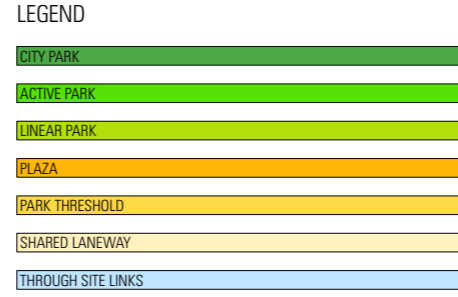 LEGEND
CITY PARK
ACTIVE PARK
LINEAR PARK
PLAZA
PARK THRESHOLD
SHARED LANEWAY
THROUGH SITE LINKS